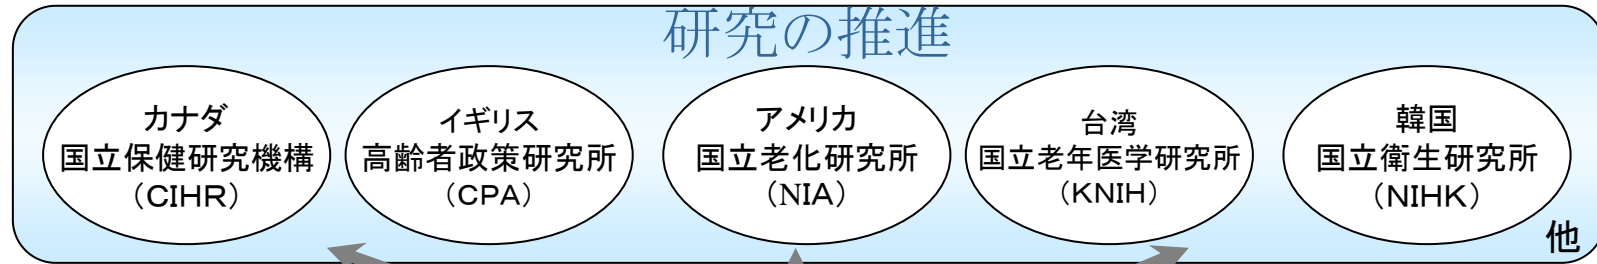 研究の推進
カナダ
国立保健研究機構
（CIHR）
イギリス
高齢者政策研究所
（CPA）
アメリカ
国立老化研究所
（NIA）
台湾
国立老年医学研究所
（KNIH）
韓国
国立衛生研究所
（NIHK）
他